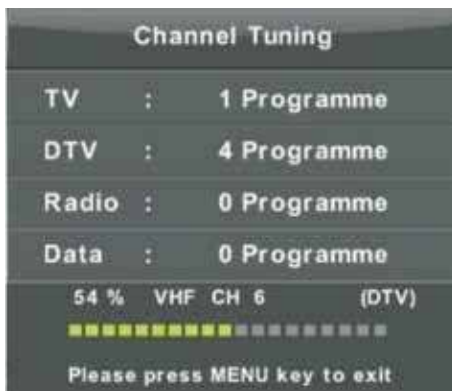 Channel Tuning
TV : 1 Programme
DTV : 4 Programme
Radio : 0 Programme
Data : 0 Programme
54 % VHF CH 6 (DTV)
Please press MENU key to exit